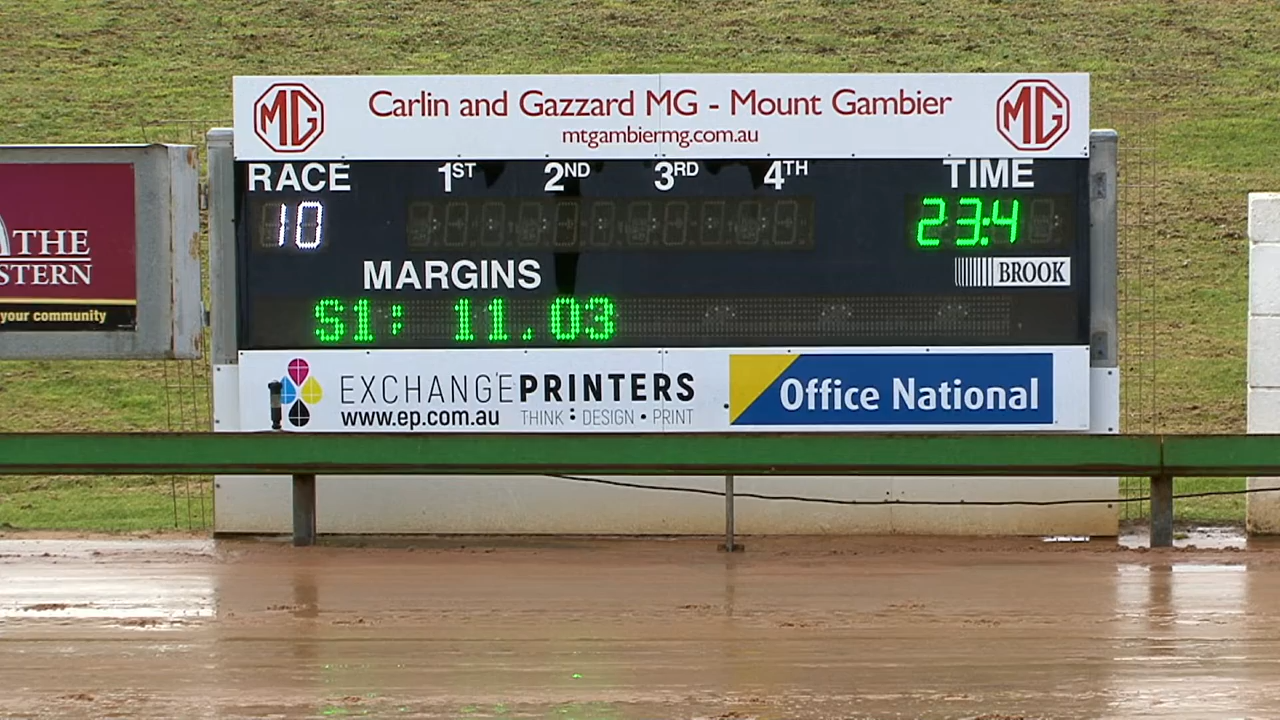 MG Carlin and Gazzard MG - Mount Gambier MG
mtgambiermg.com.au
RACE 1ST 2ND 3RD 4TH TIME
10 23:4
MARGINS BROOK
S1: 11.03
THE
STERN
your community
EXCHANGEPRINTERS
www.ep.com.au THINK : DESIGN • PRINT
Office National